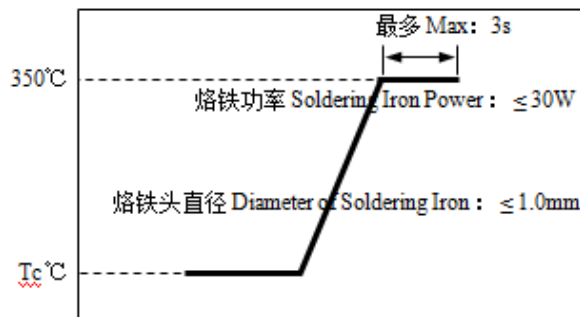 最多 Max：3s
350℃
烙铁功率 Soldering Iron Power：≤30W
烙铁头直径 Diameter of Soldering Iron：≤1.0mm
Tc℃